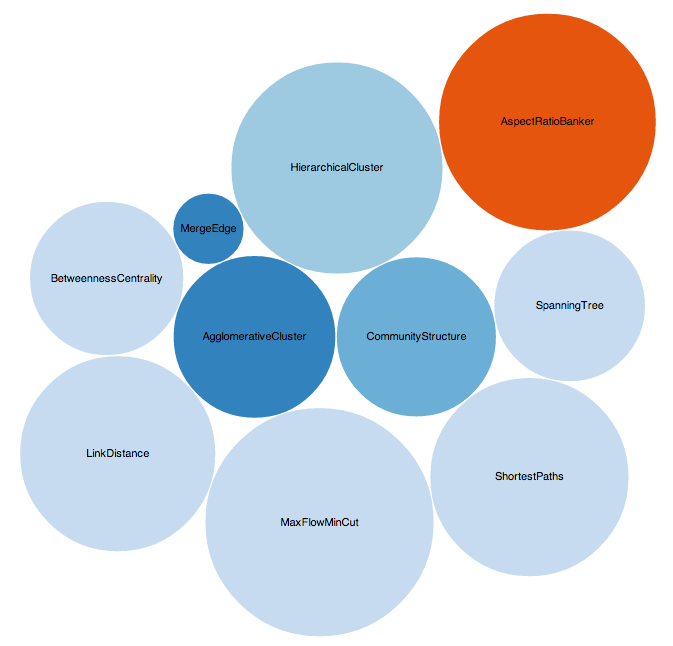 AspectRatioBanker
HierarchicalCluster
MergeEdge
BetweennessCentrality
SpanningTree
AgglomerativeCluster
CommunityStructure
LinkDistance
ShortestPaths
MaxFlowMinCut